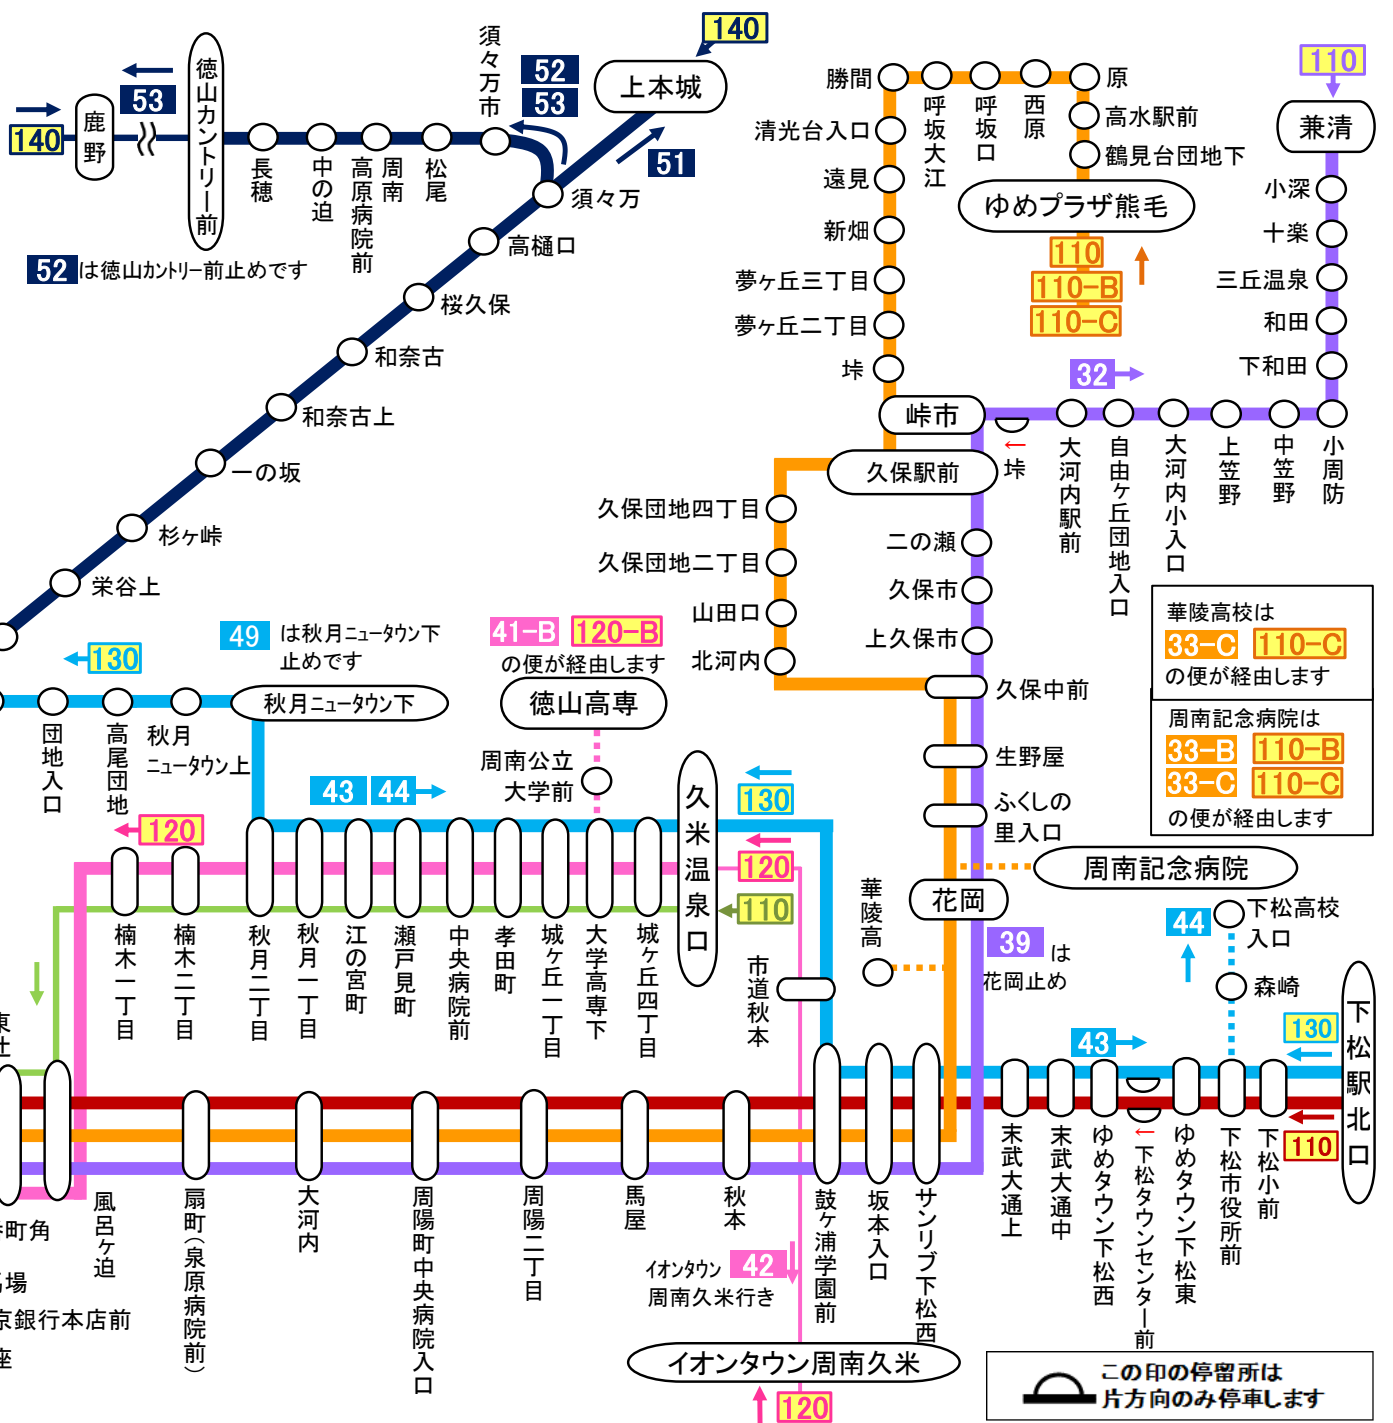 140
53
140
鹿野
徳山カントリー前
長穂
中の迫
周南
高原病院前
松尾
須々万市
52
53
上本城
51
須々万
52は徳山カントリー前止めです
高樋口
桜久保
和奈古
和奈古上
一の坂
杉ヶ峠
栄谷上
勝間
呼坂大江
呼坂口
西原
原
高水駅前
鶴見台団地下
ゆめプラザ熊毛
110
110-B
110-C
清光台入口
遠見
新畑
夢ヶ丘三丁目
夢ヶ丘二丁目
垰
110
兼清
小深
十楽
三丘温泉
和田
下和田
32
峠市
←
垰
大河内駅前
自由ヶ丘団地入口
大河内小入口
上笠野
中笠野
小周防
久保駅前
久保団地四丁目
久保団地二丁目
山田口
北河内
二の瀬
久保市
上久保市
久保中前
生野屋
ふくしの
里入口
華陵高校は
33-C 110-C
の便が経由します
周南記念病院は
33-B 110-B
33-C 110-C
の便が経由します
周南記念病院
花岡
39は
花岡止め
華陵高
130
49は秋月ニュータウン下
止めです
41-B 120-B
の便が経由します
徳山高専
周南公立
大学前
団地入口
高尾団地
秋月
ニュータウン上
秋月ニュータウン下
43 44
久米温泉口
130
120
110
120
楠木一丁目
楠木二丁目
秋月二丁目
秋月一丁目
江の宮町
瀬戸見町
中央病院前
孝田町
城ヶ丘一丁目
大学高専下
城ヶ丘四丁目
市道秋本
44
下松高校
入口
森崎
43
130
110
下松駅北口
風呂ヶ迫
扇町(泉原病院前)
大河内
周陽町中央病院入口
周陽二丁目
馬屋
秋本
鼓ヶ浦学園前
坂本入口
サンリブ下松西
末武大通上
末武大通中
ゆめタウン下松西
←
下松タウンセンター前
ゆめタウン下松東
下松市役所前
下松小前
町角
場
京銀行本店前
座
イオンタウン 42
周南久米行き
イオンタウン周南久米
120
この印の停留所は
片方向のみ停車します